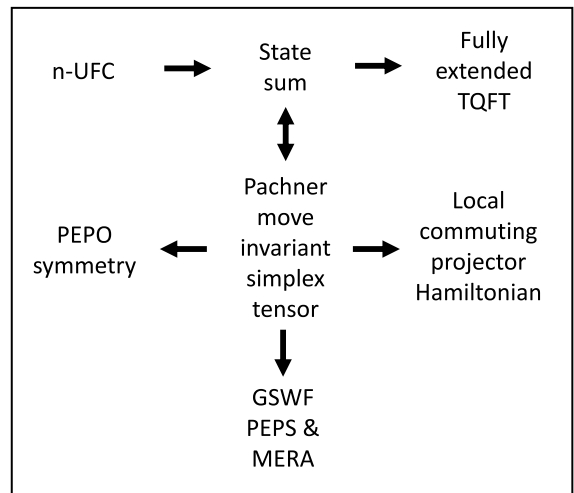 n-UFC
State
sum
Fully
extended
TQFT
PEPO
symmetry
Pachner
move
invariant
simplex
tensor
Local
commuting
projector
Hamiltonian
GSWF
PEPS &
MERA